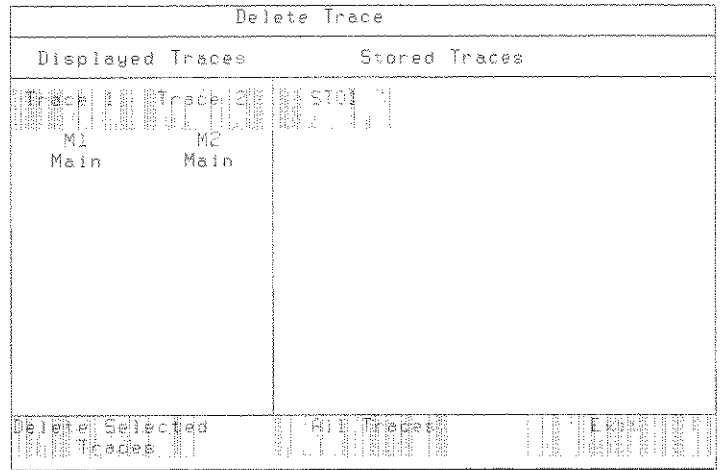 Delete Trace
Displayed Traces Stored Traces
Trace 1 Trace 2 STO1
M1 M2
Main Main
Delete Selected All Traces Exit
Traces